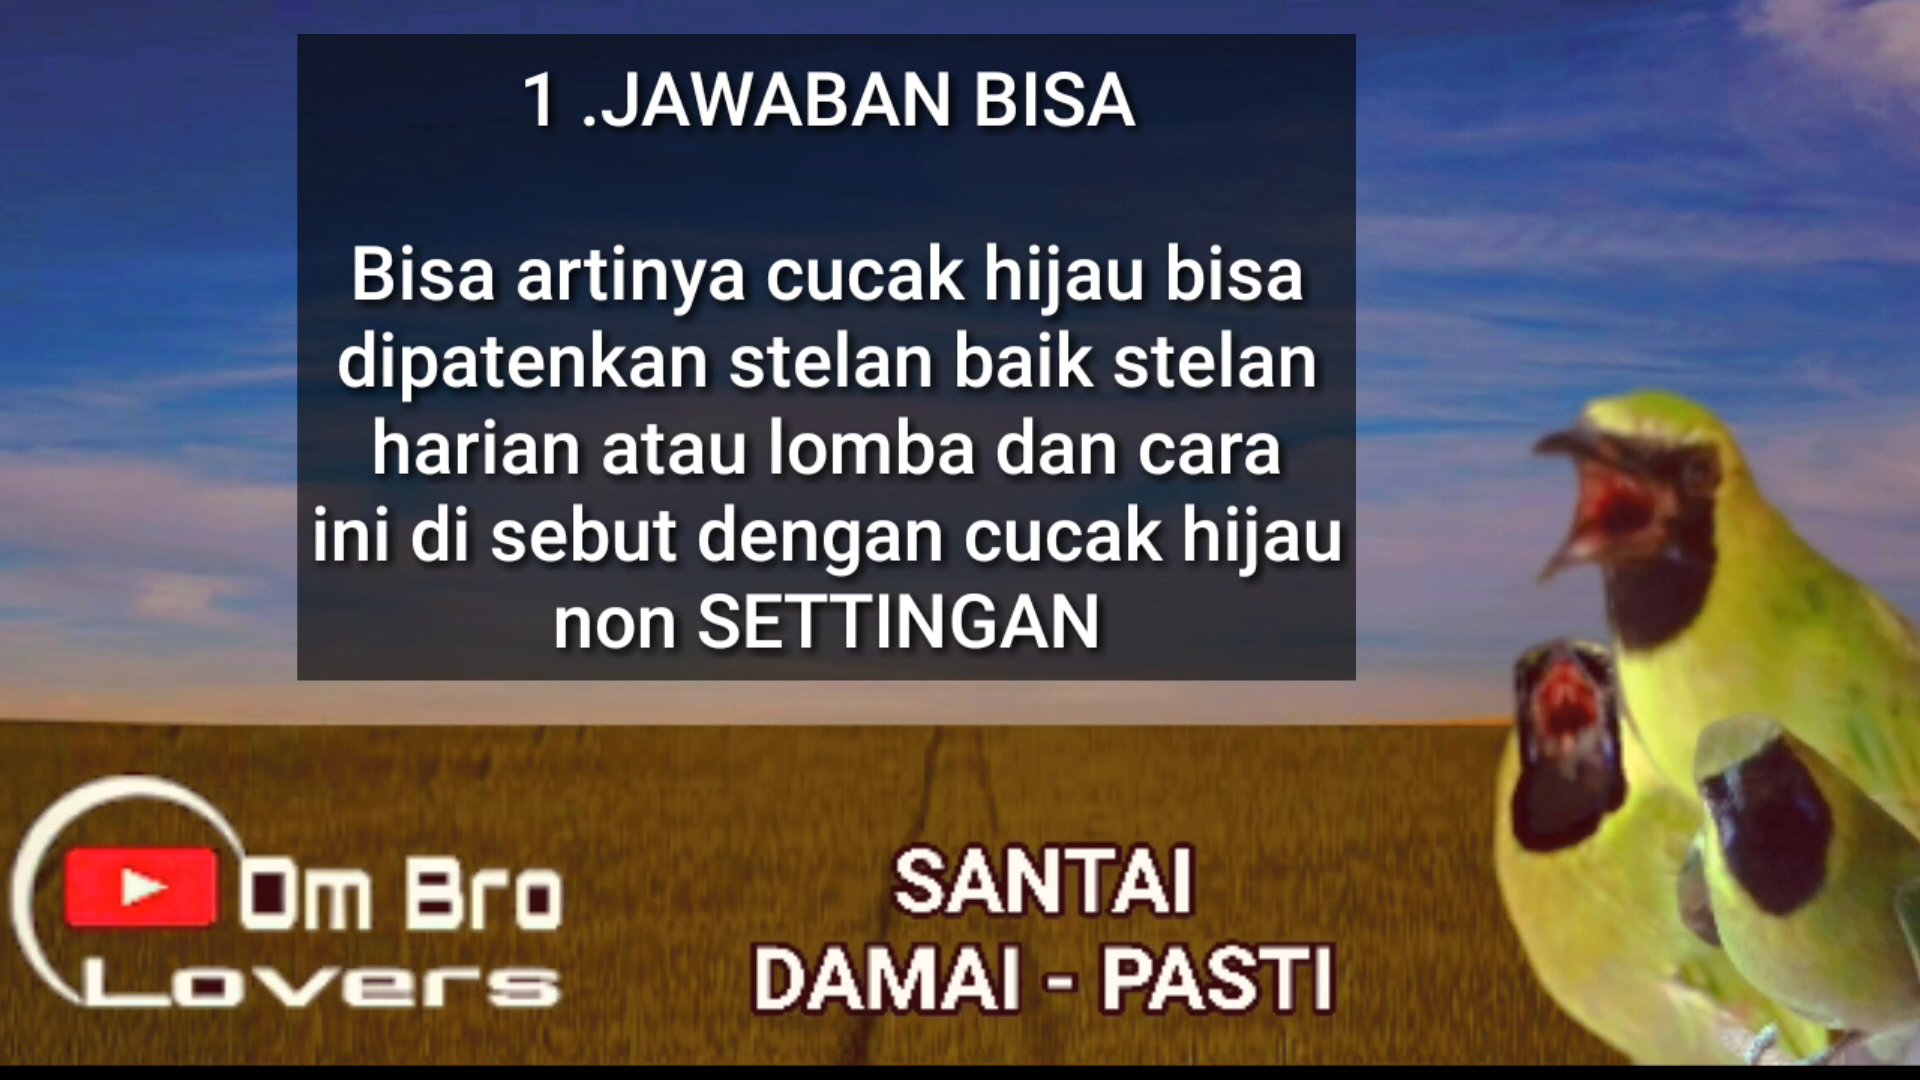 1 .JAWABAN BISA
Bisa artinya cucak hijau bisa
dipatenkan stelan baik stelan
harian atau lomba dan cara
ini di sebut dengan cucak hijau
non SETTINGAN
Om Bro
Lovers
SANTAI
DAMAI - PASTI